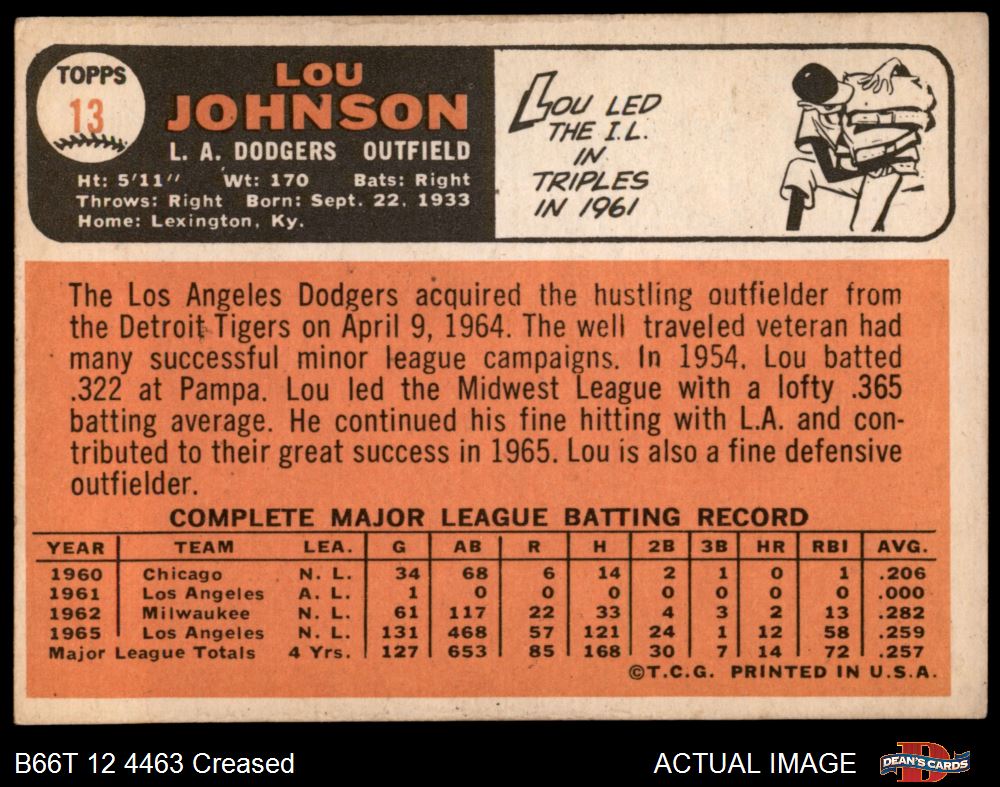 TOPPS
13
LOU
JOHNSON
L. A. DODGERS OUTFIELD
Ht: 5'11" Wt: 170 Bats: Right
Throws: Right Born: Sept. 22, 1933
Home: Lexington, Ky.
LOU LED
THE I.L.
IN
TRIPLES
IN 1961
The Los Angeles Dodgers acquired the hustling outfielder from
the Detroit Tigers on April 9, 1964. The well traveled veteran had
many successful minor league campaigns. In 1954, Lou batted
.322 at Pampa. Lou led the Midwest League with a lofty .365
batting average. He continued his fine hitting with L.A. and con-
tributed to their great success in 1965. Lou is also a fine defensive
outfielder.
COMPLETE MAJOR LEAGUE BATTING RECORD
YEAR TEAM LEA. G AB R H 2B 3B HR RBI AVG.
1960 Chicago N. L. 34 68 6 14 2 1 0 1 .206
1961 Los Angeles A. L. 1 0 0 0 0 0 0 0 .000
1962 Milwaukee N. L. 61 117 22 33 4 3 2 13 .282
1965 Los Angeles N. L. 131 468 57 121 24 1 12 58 .259
Major League Totals 4 Yrs. 127 653 85 168 30 7 14 72 .257
©T.C.G. PRINTED IN U.S.A.
B66T 12 4463 Creased ACTUAL IMAGE
D
DEAN'S CARDS